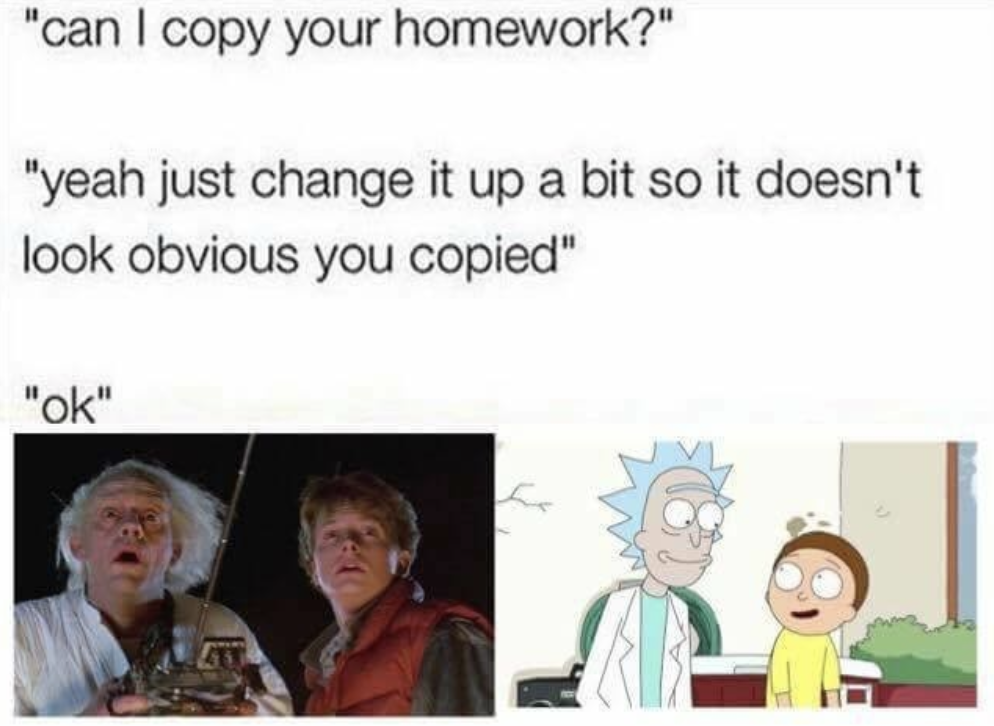 "can I copy your homework?"
"yeah just change it up a bit so it doesn't
look obvious you copied"
"ok"